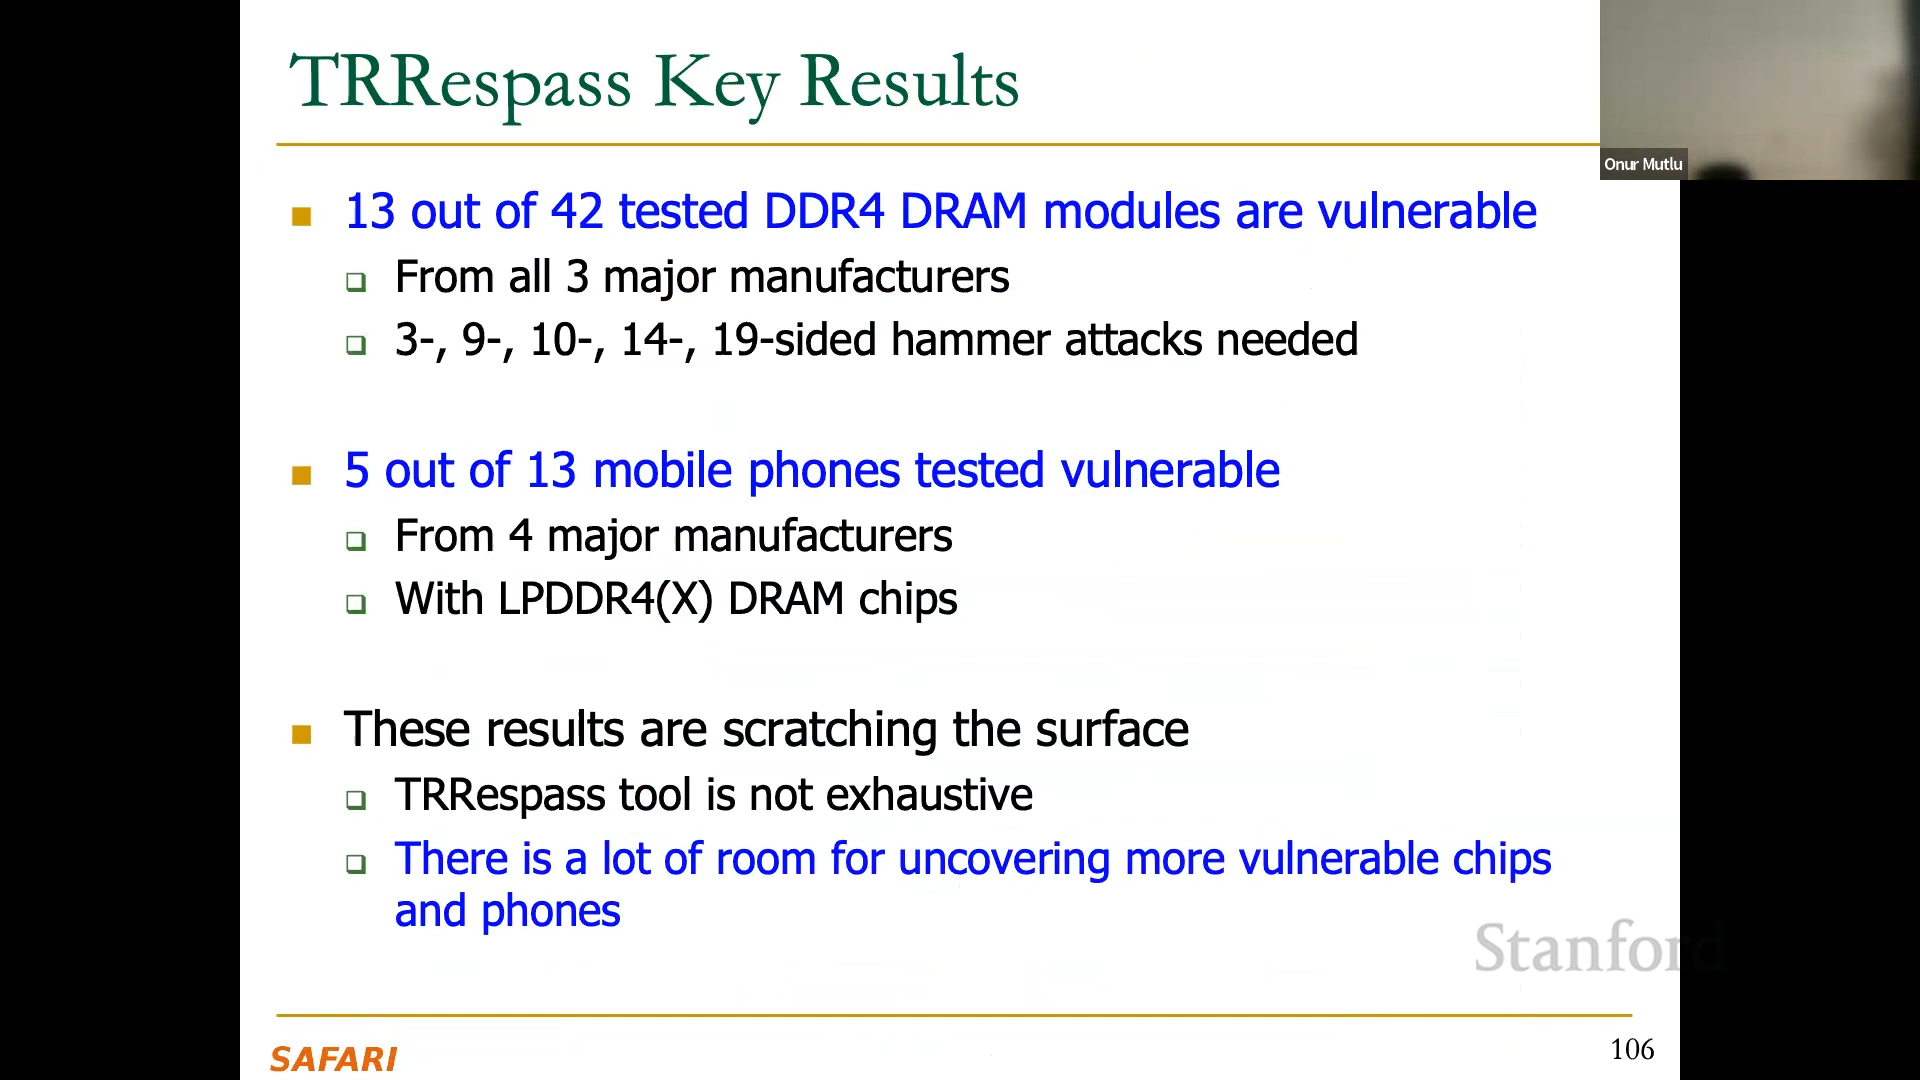 TRRespass Key Results
Onur Mutlu
13 out of 42 tested DDR4 DRAM modules are vulnerable
From all 3 major manufacturers
3-, 9-, 10-, 14-, 19-sided hammer attacks needed
5 out of 13 mobile phones tested vulnerable
From 4 major manufacturers
With LPDDR4(X) DRAM chips
These results are scratching the surface
TRRespass tool is not exhaustive
There is a lot of room for uncovering more vulnerable chips
and phones
Stanford
SAFARI
106